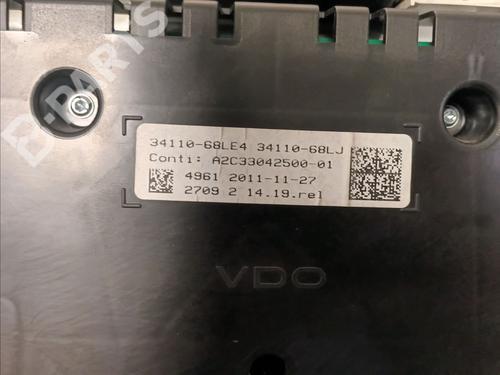 B-PARTS
34110-68LE4 34110-68LJ
Conti: A2C33042500-01
4961 2011-11-27
2709 2 14.19.rel
VDO